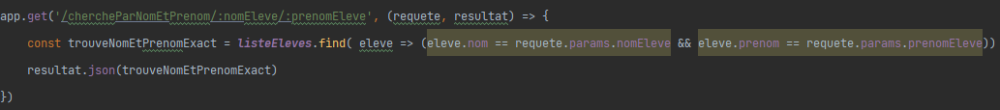 app.get('/chercheParNomEtPrenom/:nomEleve/:prenomEleve', (requete, resultat) => {
const trouveNomEtPrenomExact = listeEleves.find( eleve => (eleve.nom == requete.params.nomEleve && eleve.prenom == requete.params.prenomEleve))
resultat.json(trouveNomEtPrenomExact)
})